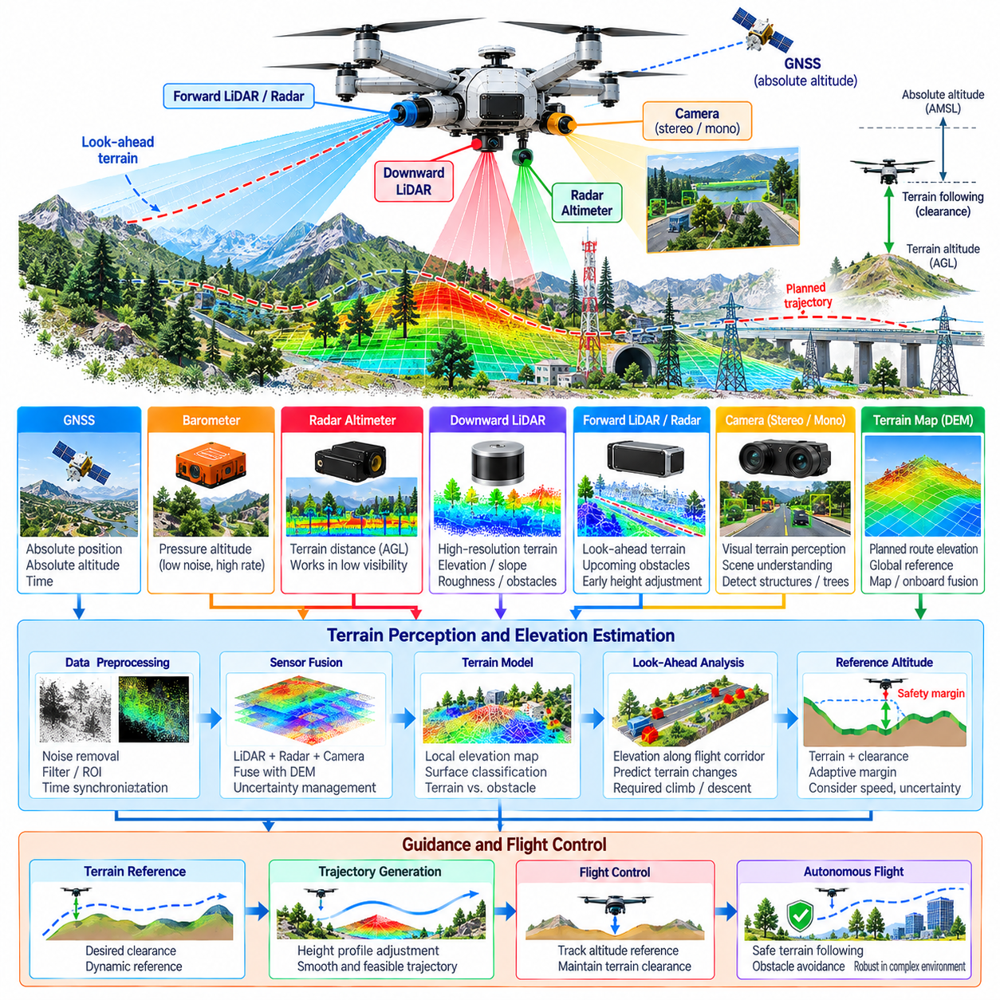 GNSS
(absolute altitude)
Forward LiDAR / Radar
Absolute altitude
(AMSL)
Camera
(stereo / mono)
Look-ahead
terrain
Downward
LiDAR
Radar
Altimeter
Terrain following
(clearance)
Terrain altitude
(AGL)
Planned
trajectory
GNSS
Absolute position
Absolute altitude
Time
Barometer
Pressure altitude
(low noise, high rate)
Radar Altimeter
Terrain distance (AGL)
Works in low visibility
Downward LiDAR
High-resolution terrain
Elevation / slope
Roughness / obstacles
Forward LiDAR / Radar
Look-ahead terrain
Upcoming obstacles
Early height adjustment
Camera (Stereo / Mono)
Visual terrain perception
Scene understanding
Detect structures / trees
Terrain Map (DEM)
Planned route elevation
Global reference
Map / onboard fusion
Terrain Perception and Elevation Estimation
Data Preprocessing
Noise removal
Filter / ROI
Time synchronization
Sensor Fusion
LiDAR + Radar + Camera
Fuse with DEM
Uncertainty management
Terrain Model
Local elevation map
Surface classification
Terrain vs. obstacle
Look-Ahead Analysis
Elevation along flight corridor
Predict terrain changes
Required climb / descent
Reference Altitude
Safety margin
Terrain + clearance
Adaptive margin
Consider speed, uncertainty
Guidance and Flight Control
Terrain Reference
Desired clearance
Dynamic reference
Trajectory Generation
Height profile adjustment
Smooth and feasible trajectory
Flight Control
Track altitude reference
Maintain terrain clearance
Autonomous Flight
Safe terrain following
Obstacle avoidance Robust in complex environment